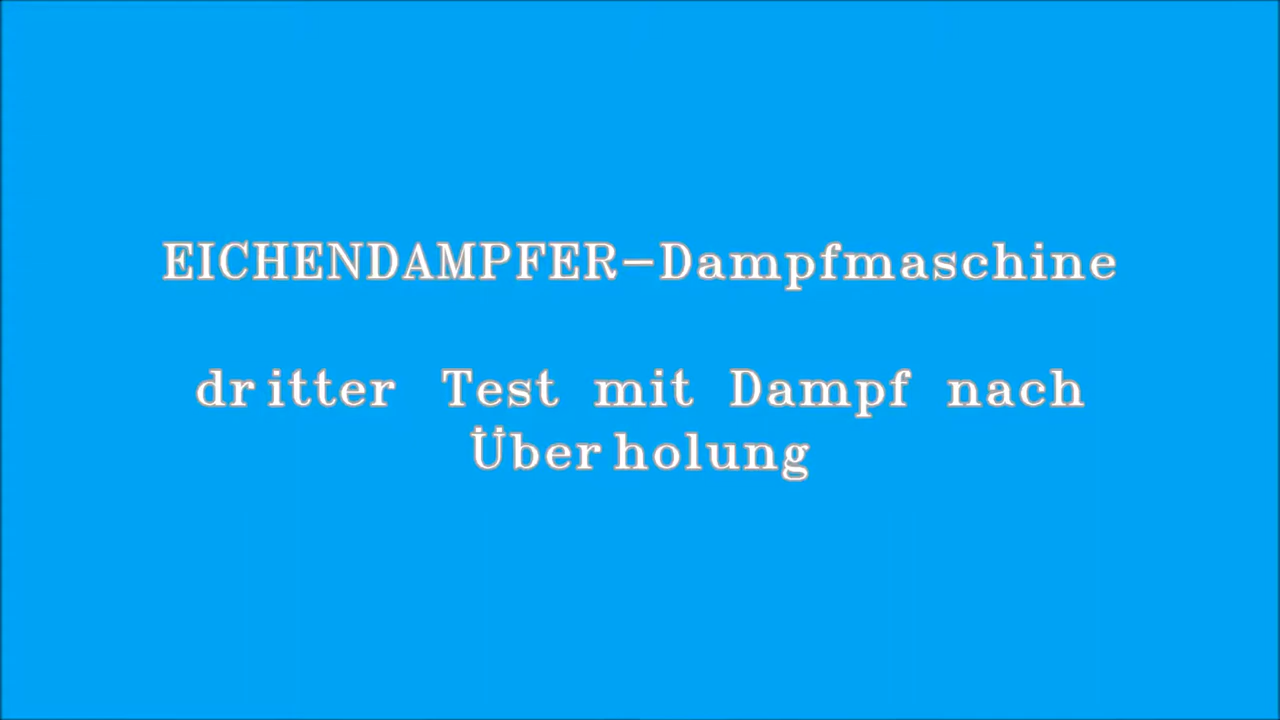 EICHENDAMPFER-Dampfmaschine
dritter Test mit Dampf nach
Überholung